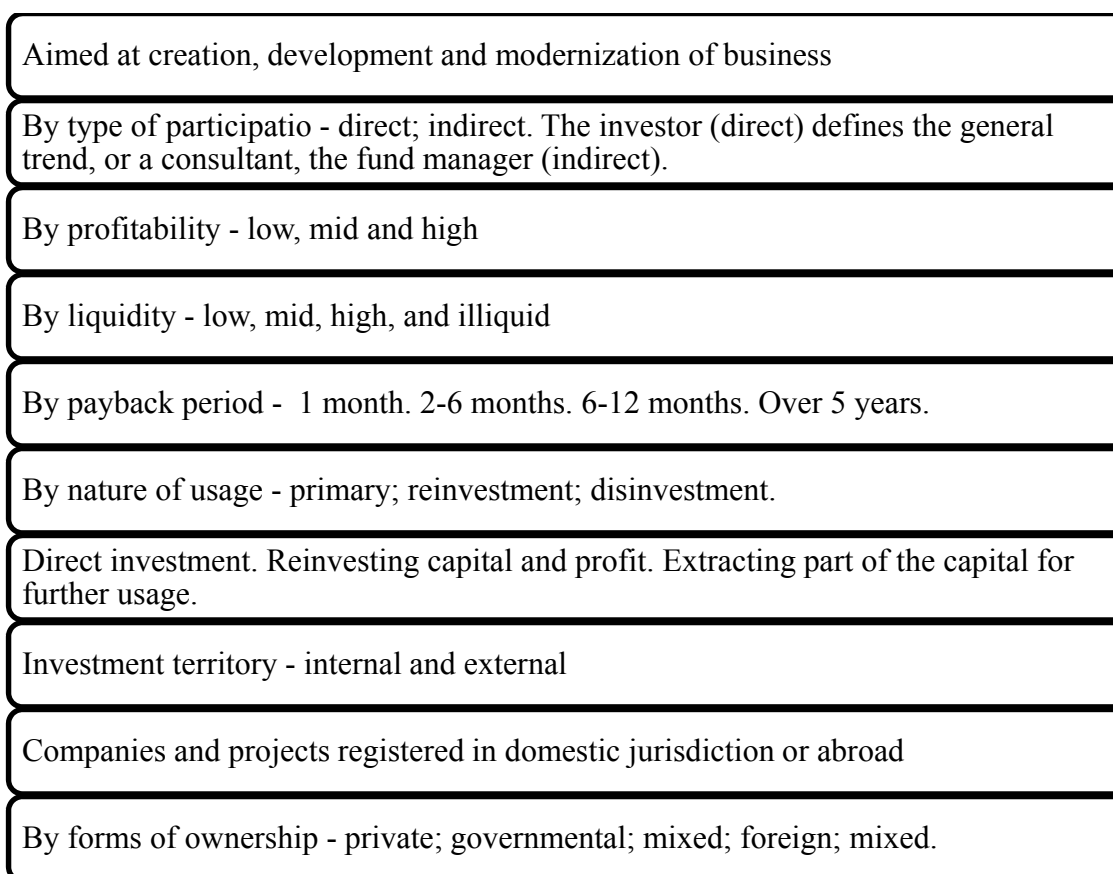 Aimed at creation, development and modernization of business
By type of participatio - direct; indirect. The investor (direct) defines the general
trend, or a consultant, the fund manager (indirect).
By profitability - low, mid and high
By liquidity - low, mid, high, and illiquid
By payback period -  1 month. 2-6 months. 6-12 months. Over 5 years.
By nature of usage - primary; reinvestment; disinvestment.
Direct investment. Reinvesting capital and profit. Extracting part of the capital for
further usage.
Investment territory - internal and external
Companies and projects registered in domestic jurisdiction or abroad
By forms of ownership - private; governmental; mixed; foreign; mixed.